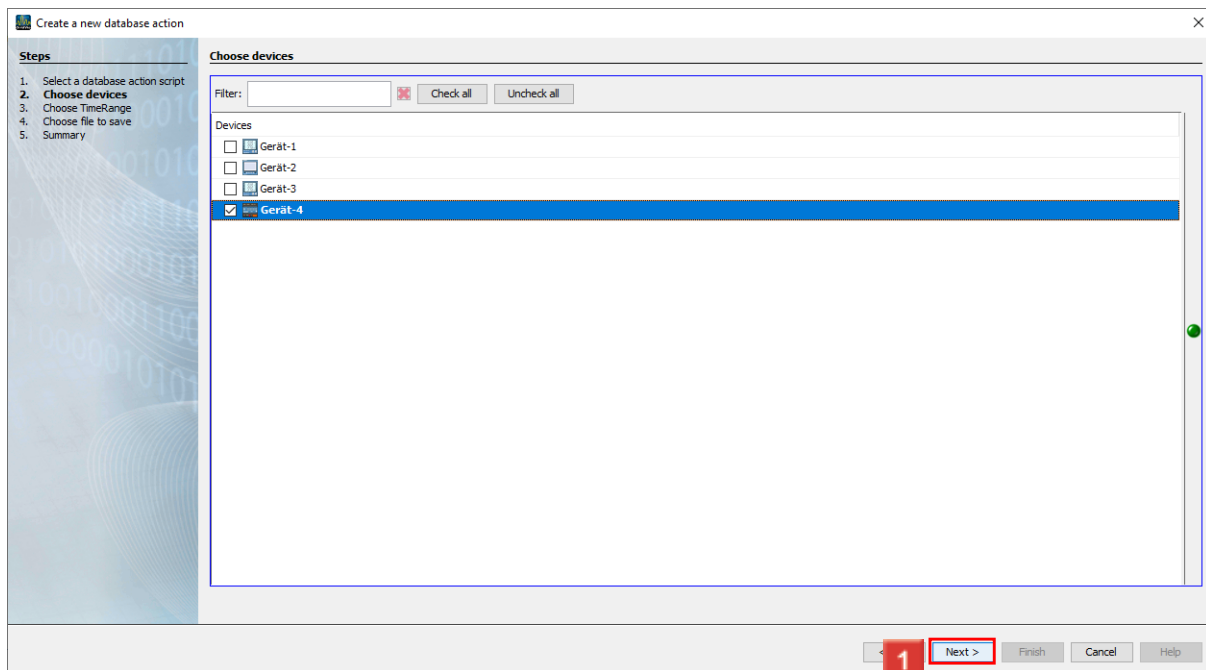 Create a new database action
Steps
1. Select a database action script
2. Choose devices
3. Choose TimeRange
4. Choose file to save
5. Summary
Choose devices
Filter:
Check all
Uncheck all
Devices
Gerät-1
Gerät-2
Gerät-3
Gerät-4
<
1
Next >
Finish
Cancel
Help